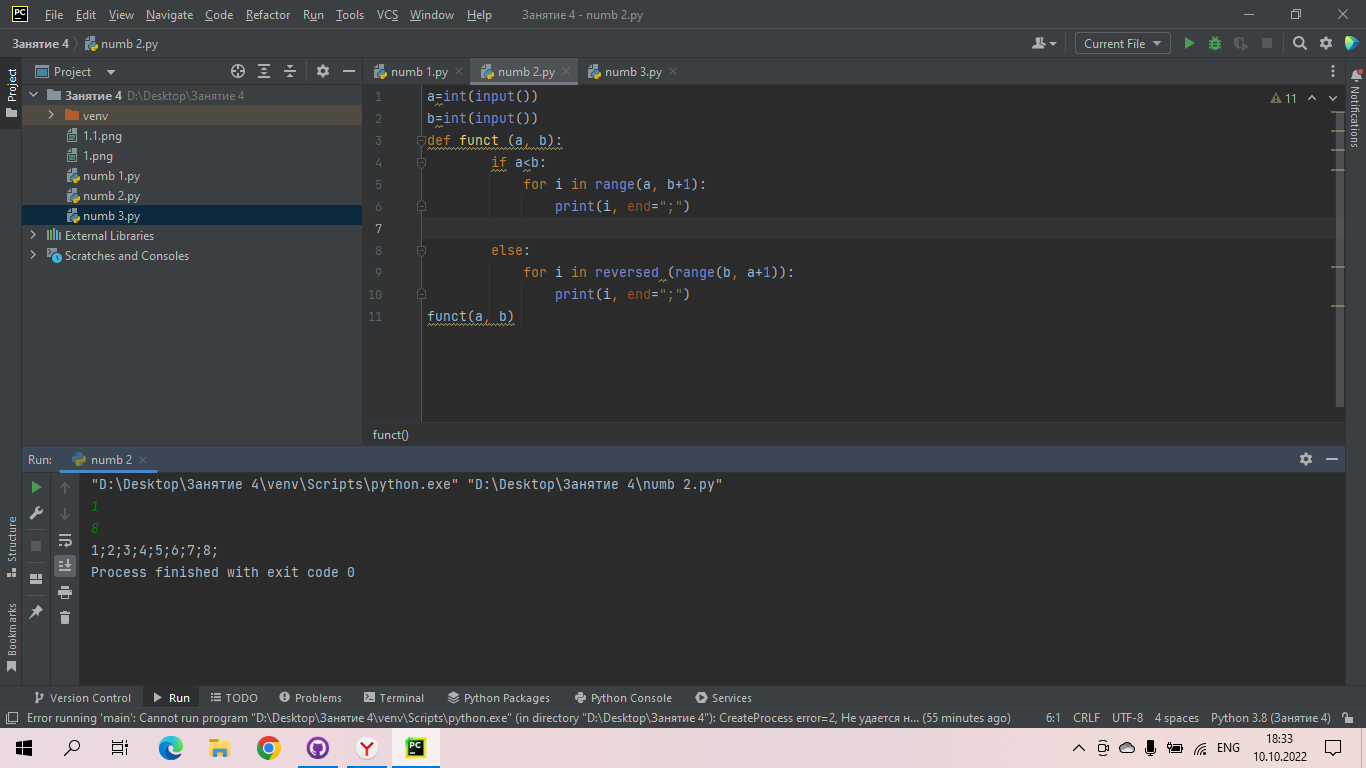 PC File Edit View Navigate Code Refactor Run Tools VCS Window Help Занятие 4 - numb 2.py
Занятие 4 numb 2.py Current File
Project Project numb 1.py numb 2.py numb 3.py
Занятие 4 D:\Desktop\Занятие 4
venv
1.1.png
1.png
numb 1.py
numb 2.py
numb 3.py
External Libraries
Scratches and Consoles
1 a=int(input())
2 b=int(input())
3 def funct (a, b):
4 if a<b:
5 for i in range(a, b+1):
6 print(i, end=";")
7
8 else:
9 for i in reversed (range(b, a+1)):
10 print(i, end=";")
11 funct(a, b)
11
Notifications
funct()
Run: numb 2
"D:\Desktop\Занятие 4\venv\Scripts\python.exe" "D:\Desktop\Занятие 4\numb 2.py"
1
8
1;2;3;4;5;6;7;8;
Process finished with exit code 0
Structure
Bookmarks
Version Control Run TODO Problems Terminal Python Packages Python Console Services
Error running 'main': Cannot run program "D:\Desktop\Занятие 4\venv\Scripts\python.exe" (in directory "D:\Desktop\Занятие 4"): CreateProcess error=2, Не удается н... (55 minutes ago) 6:1 CRLF UTF-8 4 spaces Python 3.8 (Занятие 4)
Y PC ENG 18:33
10.10.2022